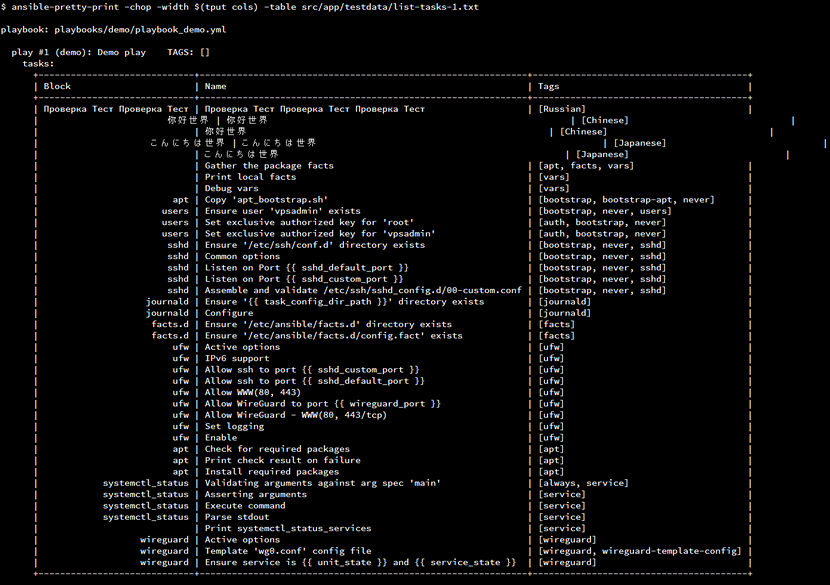 $ ansible-pretty-print -chop -width $(tput cols) -table src/app/testdata/list-tasks-1.txt
playbook: playbooks/demo/playbook_demo.yml
play #1 (demo): Demo play    TAGS: []
tasks:
| Block | Name | Tags
| Проверка Тест Проверка Тест | Проверка Тест Проверка Тест Проверка Тест | [Russian] |
| 你好世界 | 你好世界 | [Chinese] |
| | 你好世界 | [Chinese] |
| こんにちは世界 | こんにちは世界 | [Japanese] |
| | こんにちは世界 | [Japanese] |
| | Gather the package facts | [apt, facts, vars] |
| | Print local facts | [vars] |
| | Debug vars | [vars] |
| apt | Copy 'apt_bootstrap.sh' | [bootstrap, bootstrap-apt, never] |
| users | Ensure user 'vpsadmin' exists | [bootstrap, never, users] |
| users | Set exclusive authorized key for 'root' | [auth, bootstrap, never] |
| users | Set exclusive authorized key for 'vpsadmin' | [auth, bootstrap, never] |
| sshd | Ensure '/etc/ssh/conf.d' directory exists | [bootstrap, never, sshd] |
| sshd | Common options | [bootstrap, never, sshd] |
| sshd | Listen on Port {{ sshd_default_port }} | [bootstrap, never, sshd] |
| sshd | Listen on Port {{ sshd_custom_port }} | [bootstrap, never, sshd] |
| sshd | Assemble and validate /etc/ssh/sshd_config.d/00-custom.conf | [bootstrap, never, sshd] |
| journald | Ensure '{{ task_config_dir_path }}' directory exists | [journald] |
| journald | Configure | [journald] |
| facts.d | Ensure '/etc/ansible/facts.d' directory exists | [facts] |
| facts.d | Ensure '/etc/ansible/facts.d/config.fact' exists | [facts] |
| ufw | Active options | [ufw] |
| ufw | IPv6 support | [ufw] |
| ufw | Allow ssh to port {{ sshd_custom_port }} | [ufw] |
| ufw | Allow ssh to port {{ sshd_default_port }} | [ufw] |
| ufw | Allow WWW(80, 443) | [ufw] |
| ufw | Allow WireGuard to port {{ wireguard_port }} | [ufw] |
| ufw | Allow WireGuard - WWW(80, 443/tcp) | [ufw] |
| ufw | Set logging | [ufw] |
| ufw | Enable | [ufw] |
| apt | Check for required packages | [apt] |
| apt | Print check result on failure | [apt] |
| apt | Install required packages | [apt] |
| systemctl_status | Validating arguments against arg spec 'main' | [always, service] |
| systemctl_status | Asserting arguments | [service] |
| systemctl_status | Execute command | [service] |
| systemctl_status | Parse stdout | [service] |
| | Print systemctl_status_services | [service] |
| wireguard | Active options | [wireguard] |
| wireguard | Template 'wg0.conf' config file | [wireguard, wireguard-template-config] |
| wireguard | Ensure service is {{ unit_state }} and {{ service_state }} | [wireguard] |